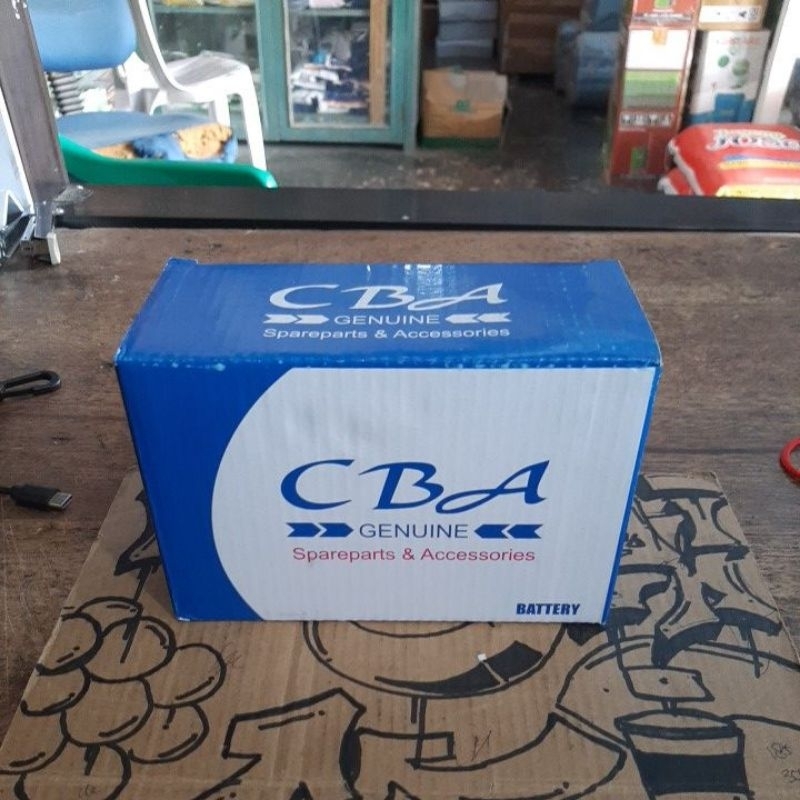 CBA
GENUINE
Spareparts & Accessories
CBA
GENUINE
Spareparts & Accessories
BATTERY